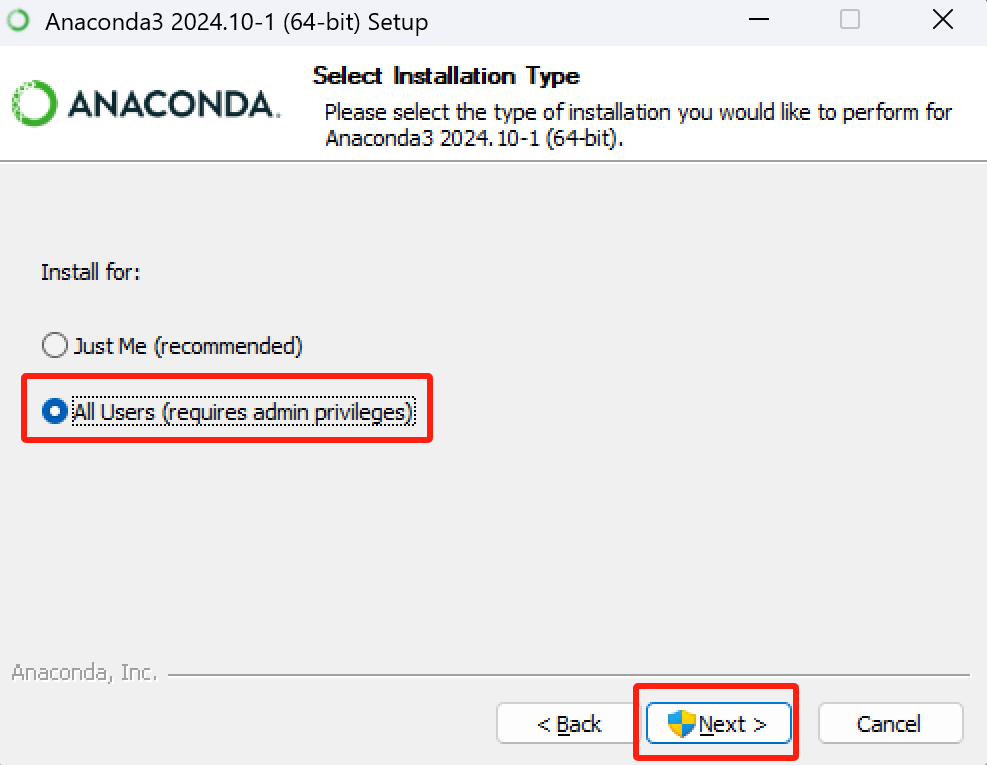 Anaconda3 2024.10-1 (64-bit) Setup
ANACONDA.
Select Installation Type
Please select the type of installation you would like to perform for
Anaconda3 2024.10-1 (64-bit).
Install for:
Just Me (recommended)
All Users (requires admin privileges)
Anaconda, Inc.
< Back
Next >
Cancel